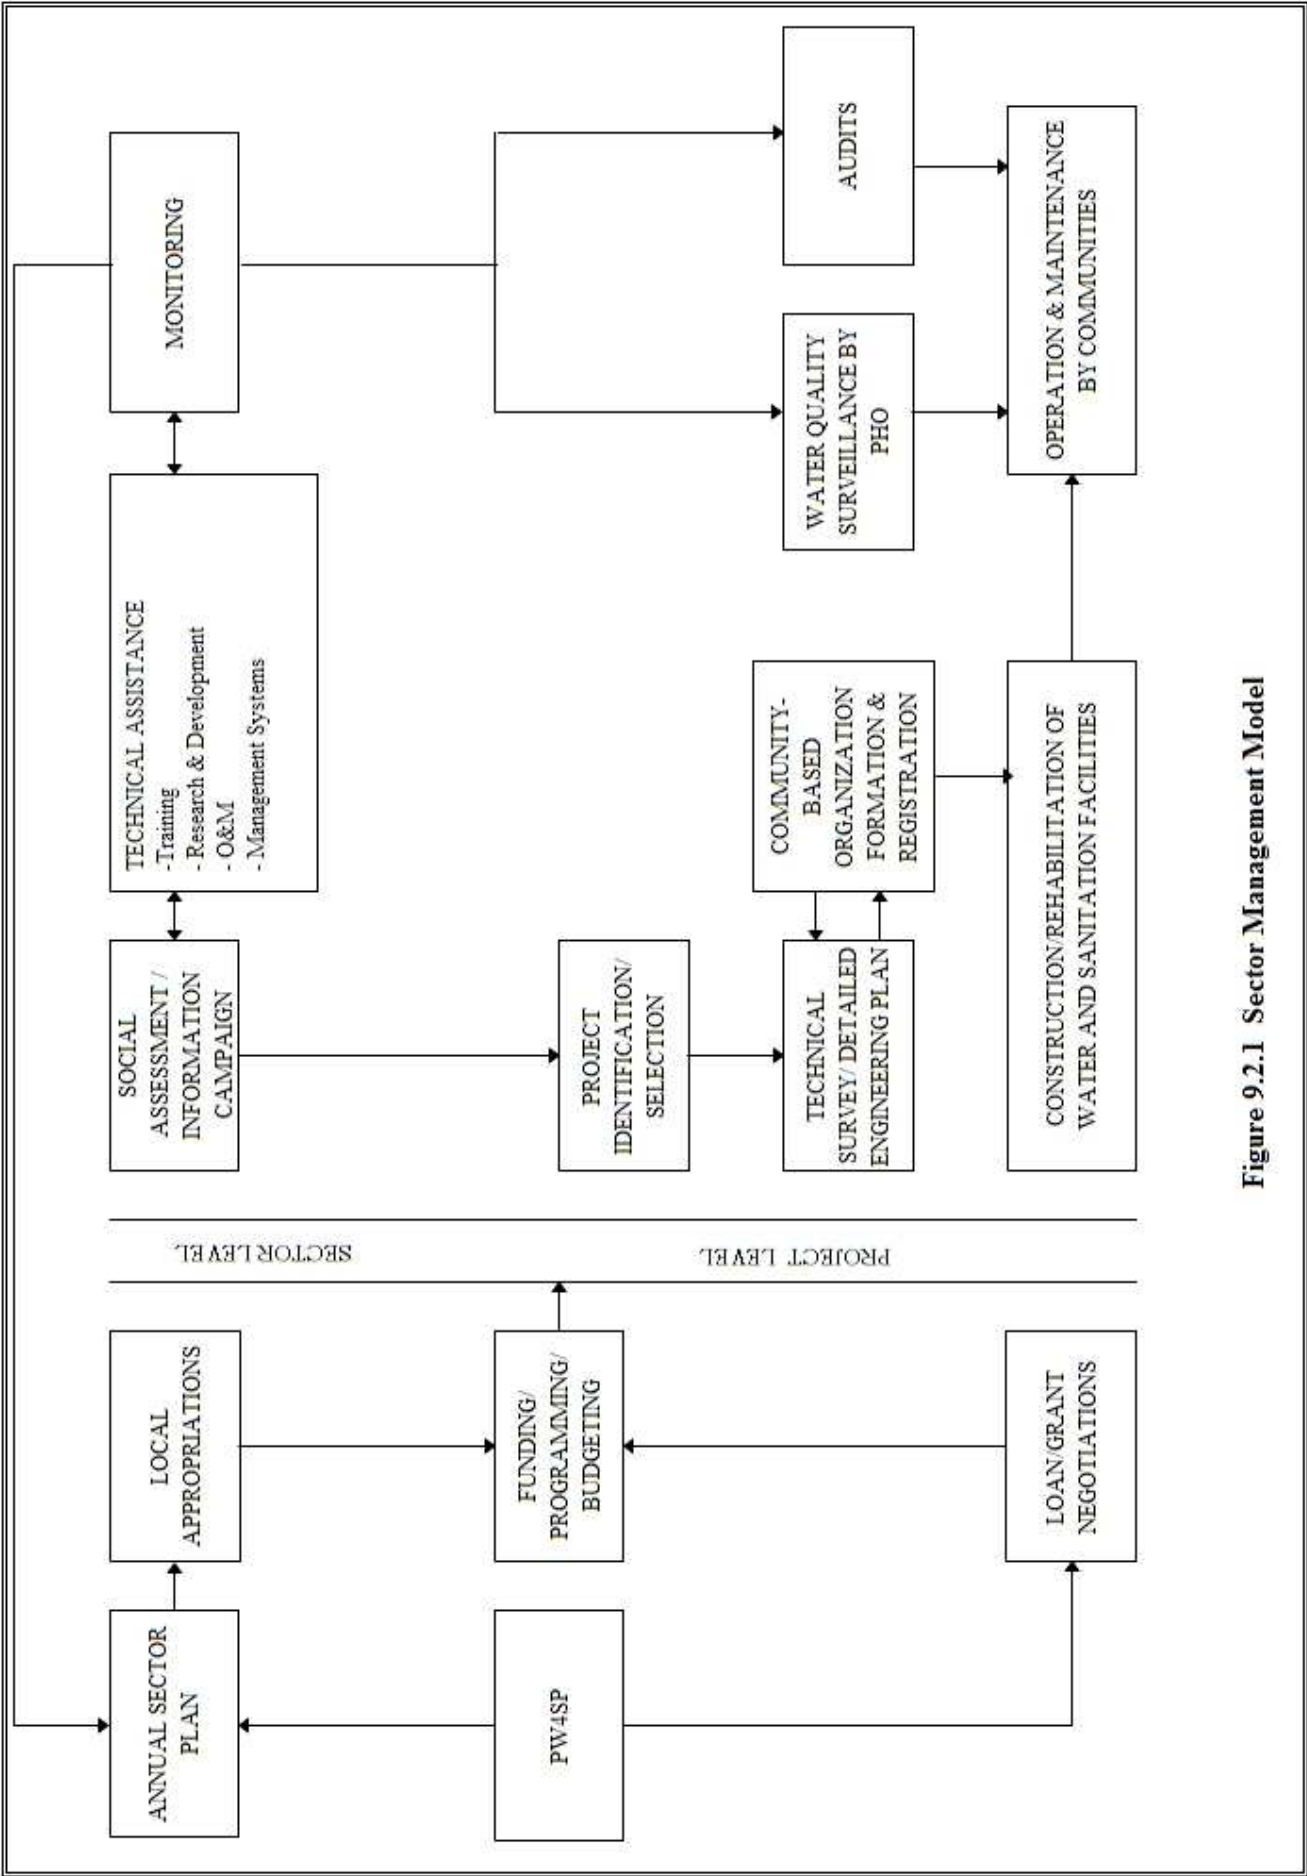 ANNUAL SECTOR
PLAN
LOCAL
APPROPRIATIONS
SECTOR LEVEL
SOCIAL
ASSESSMENT /
INFORMATION
CAMPAIGN
TECHNICAL ASSISTANCE
- Training
- Research & Development
- O&M
- Management Systems
MONITORING
PW4SP
FUNDING/
PROGRAMMING/
BUDGETING
PROJECT LEVEL
PROJECT
IDENTIFICATION/
SELECTION
TECHNICAL
SURVEY/ DETAILED
ENGINEERING PLAN
COMMUNITY-
BASED
ORGANIZATION
FORMATION &
REGISTRATION
WATER QUALITY
SURVEILLANCE BY
PHO
AUDITS
LOAN/GRANT
NEGOTIATIONS
CONSTRUCTION/REHABILITATION OF
WATER AND SANITATION FACILITIES
OPERATION & MAINTENANCE
BY COMMUNITIES
Figure 9.2.1 Sector Management Model